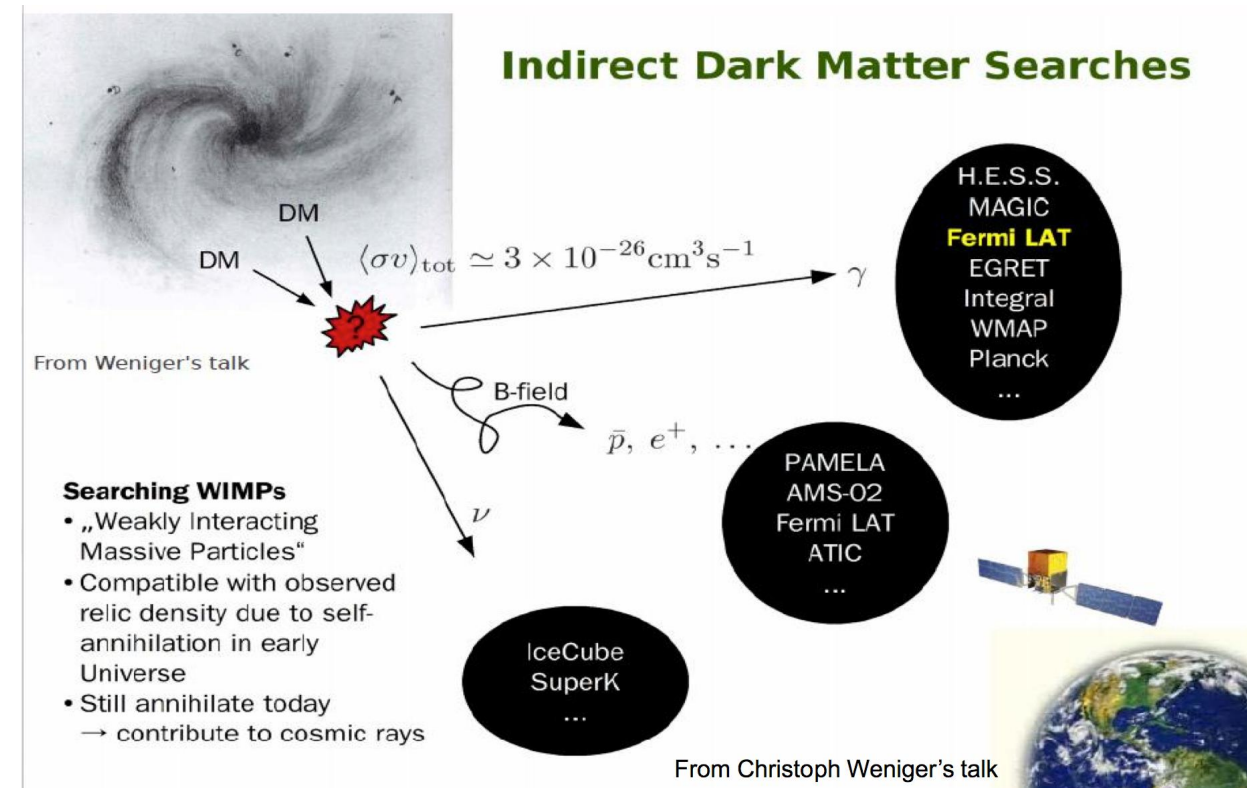 Indirect Dark Matter Searches
DM
DM
⟨σv⟩tot ≃ 3 × 10⁻²⁶cm³s⁻¹
γ
?
From Weniger's talk
B-field
p̄, e⁺, ...
ν
H.E.S.S.
MAGIC
Fermi LAT
EGRET
Integral
WMAP
Planck
...
PAMELA
AMS-02
Fermi LAT
ATIC
...
IceCube
SuperK
...
Searching WIMPs
• „Weakly Interacting
Massive Particles“
• Compatible with observed
relic density due to self-
annihilation in early
Universe
• Still annihilate today
→ contribute to cosmic rays
From Christoph Weniger’s talk